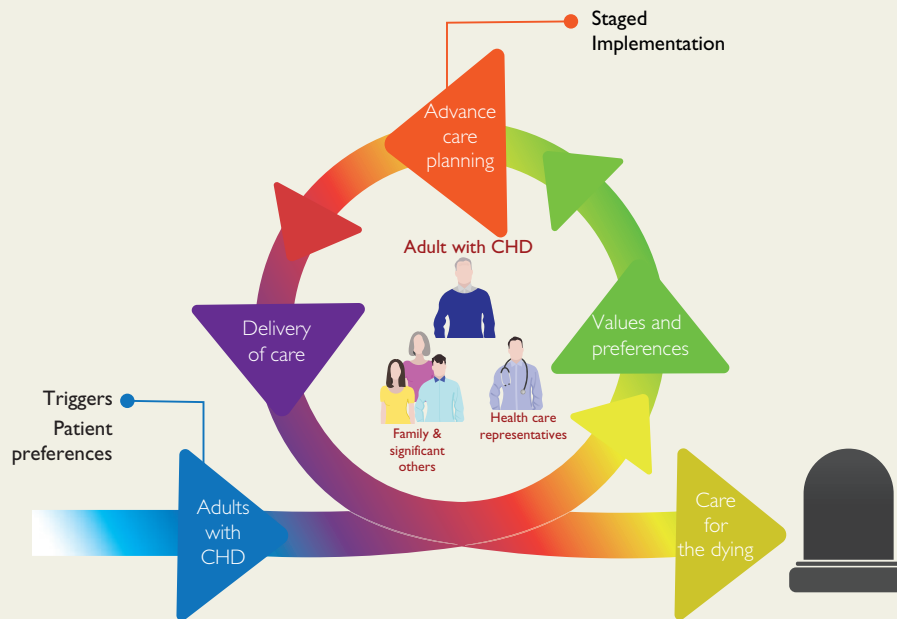 Staged
Implementation
Advance
care
planning
Adult with CHD
Delivery
of care
Values and
preferences
Triggers
Patient
preferences
Family &
significant
others
Health care
representatives
Adults
with
CHD
Care
for
the dying